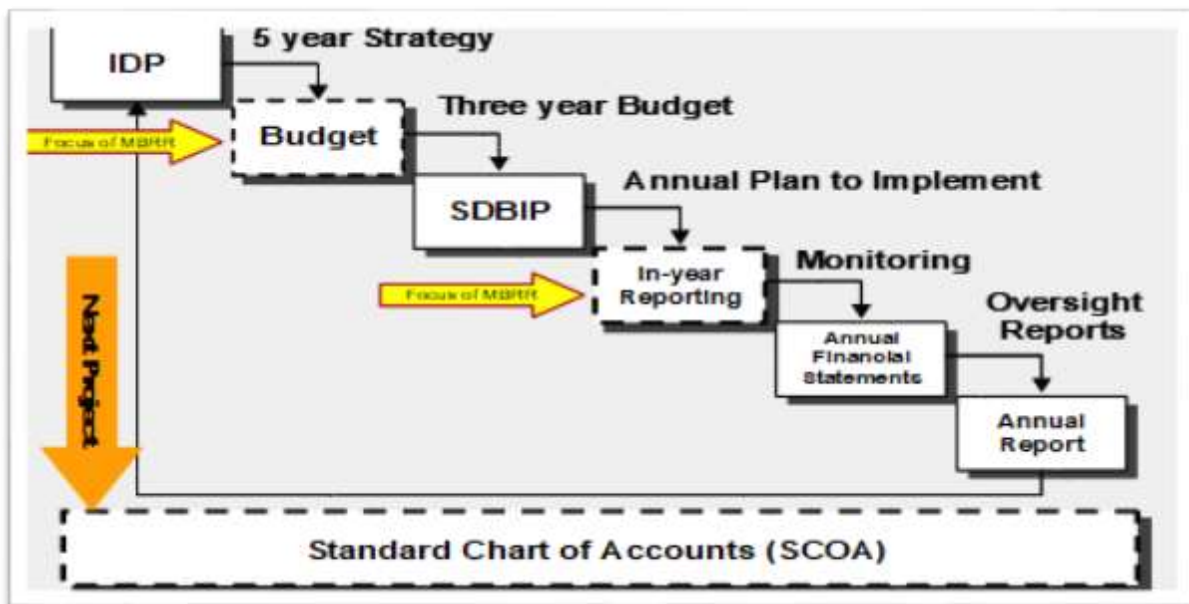 5 year Strategy
IDP
Three year Budget
Budget
Focus of MBRR
Annual Plan to Implement
SDBIP
Monitoring
In-year
Reporting
Focus of MBRR
Oversight
Reports
Annual
Financial
Statements
Next Project
Annual
Report
Standard Chart of Accounts (SCOA)